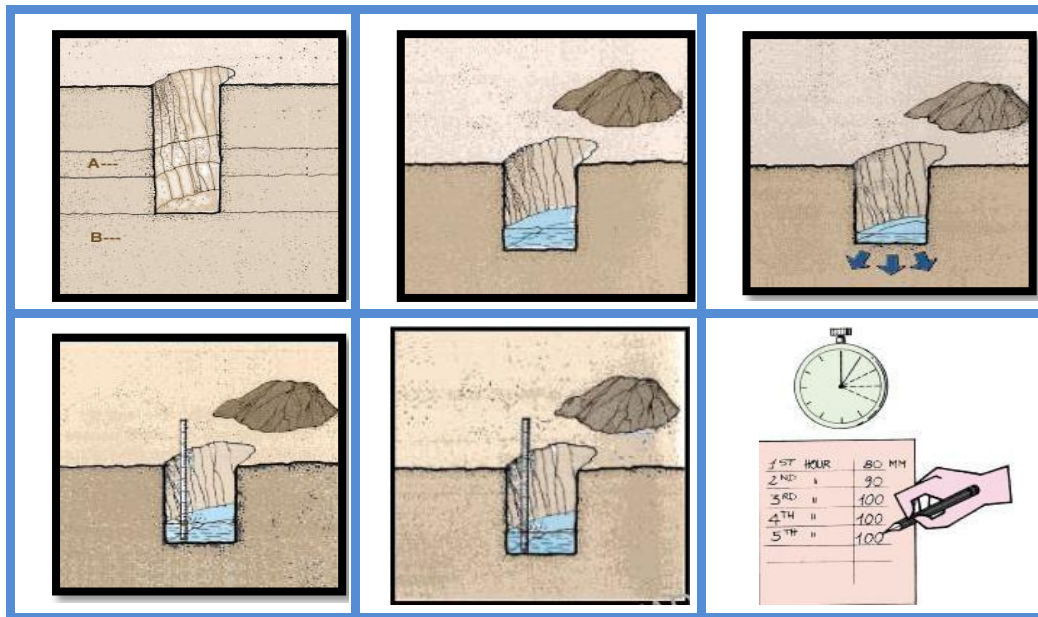 A---
B---
1ST HOUR 80 MM
2ND " 90
3RD " 100
4TH " 100
5TH " 100